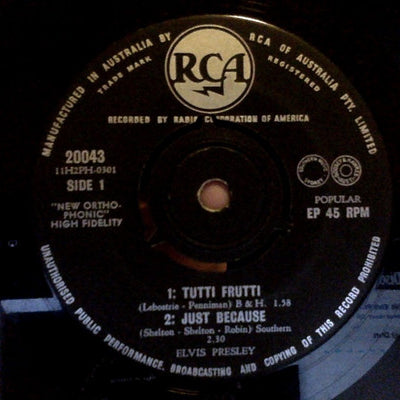 MANUFACTURED IN AUSTRALIA BY RCA OF AUSTRALIA PTY. LIMITED
TRADE MARK REGISTERED
RCA
RECORDED BY RADIO CORPORATION OF AMERICA
20043
11H2PH-0301
SIDE 1
"NEW ORTHO-
PHONIC"
HIGH FIDELITY
POPULAR
EP 45 RPM
1: TUTTI FRUTTI
(Lebostrie - Penniman) B & H. 1.58
2: JUST BECAUSE
(Shelton - Shelton - Robin) Southern
2.30
ELVIS PRESLEY
UNAUTHORISED PUBLIC PERFORMANCE, BROADCASTING AND COPYING OF THIS RECORD PROHIBITED